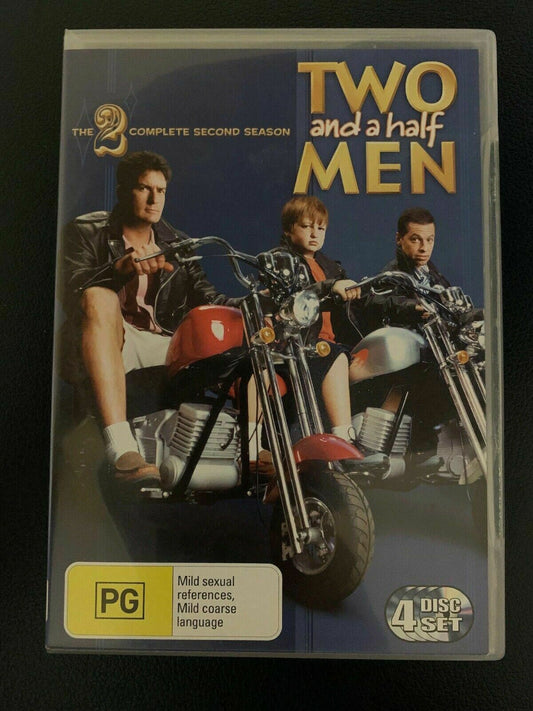 TWO
and a half
MEN
THE 2 COMPLETE SECOND SEASON
PG
Mild sexual
references,
Mild coarse
language
4 DISC
SET